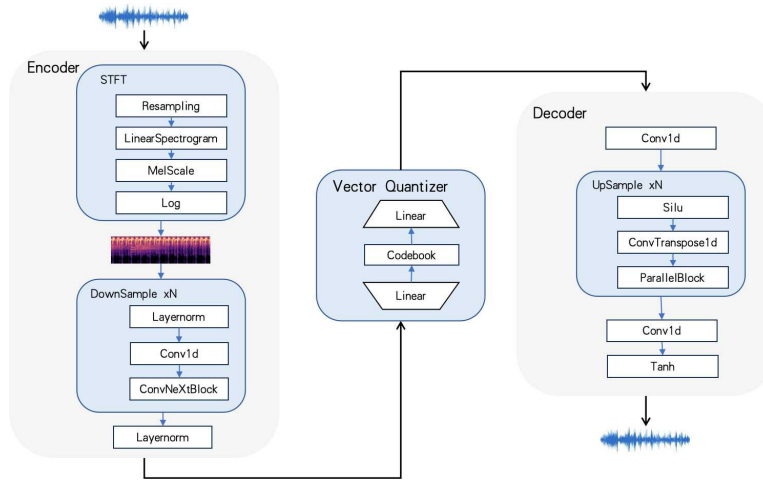 Encoder
STFT
Resampling
LinearSpectrogram
MelScale
Log
DownSample xN
Layernorm
Conv1d
ConvNeXtBlock
Layernorm
Vector Quantizer
Linear
Codebook
Linear
Decoder
Conv1d
UpSample xN
Silu
ConvTranspose1d
ParallelBlock
Conv1d
Tanh